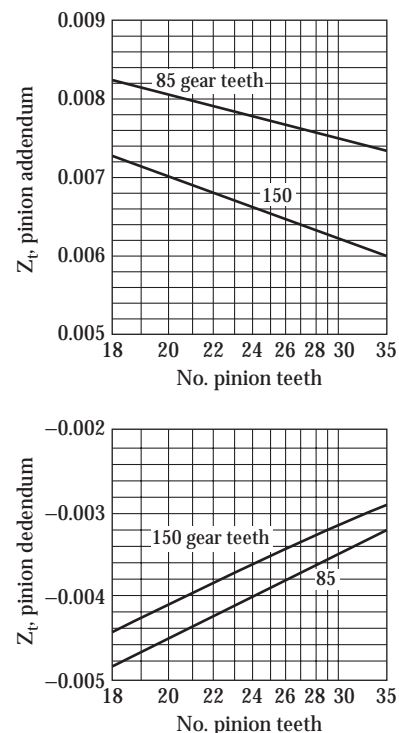 0.009
0.008
0.007
0.006
0.005
Zt, pinion addendum
85 gear teeth
150
18 20 22 24 26 28 30 35
No. pinion teeth
−0.002
−0.003
−0.004
−0.005
Zt, pinion dedendum
150 gear teeth
85
18 20 22 24 26 28 30 35
No. pinion teeth